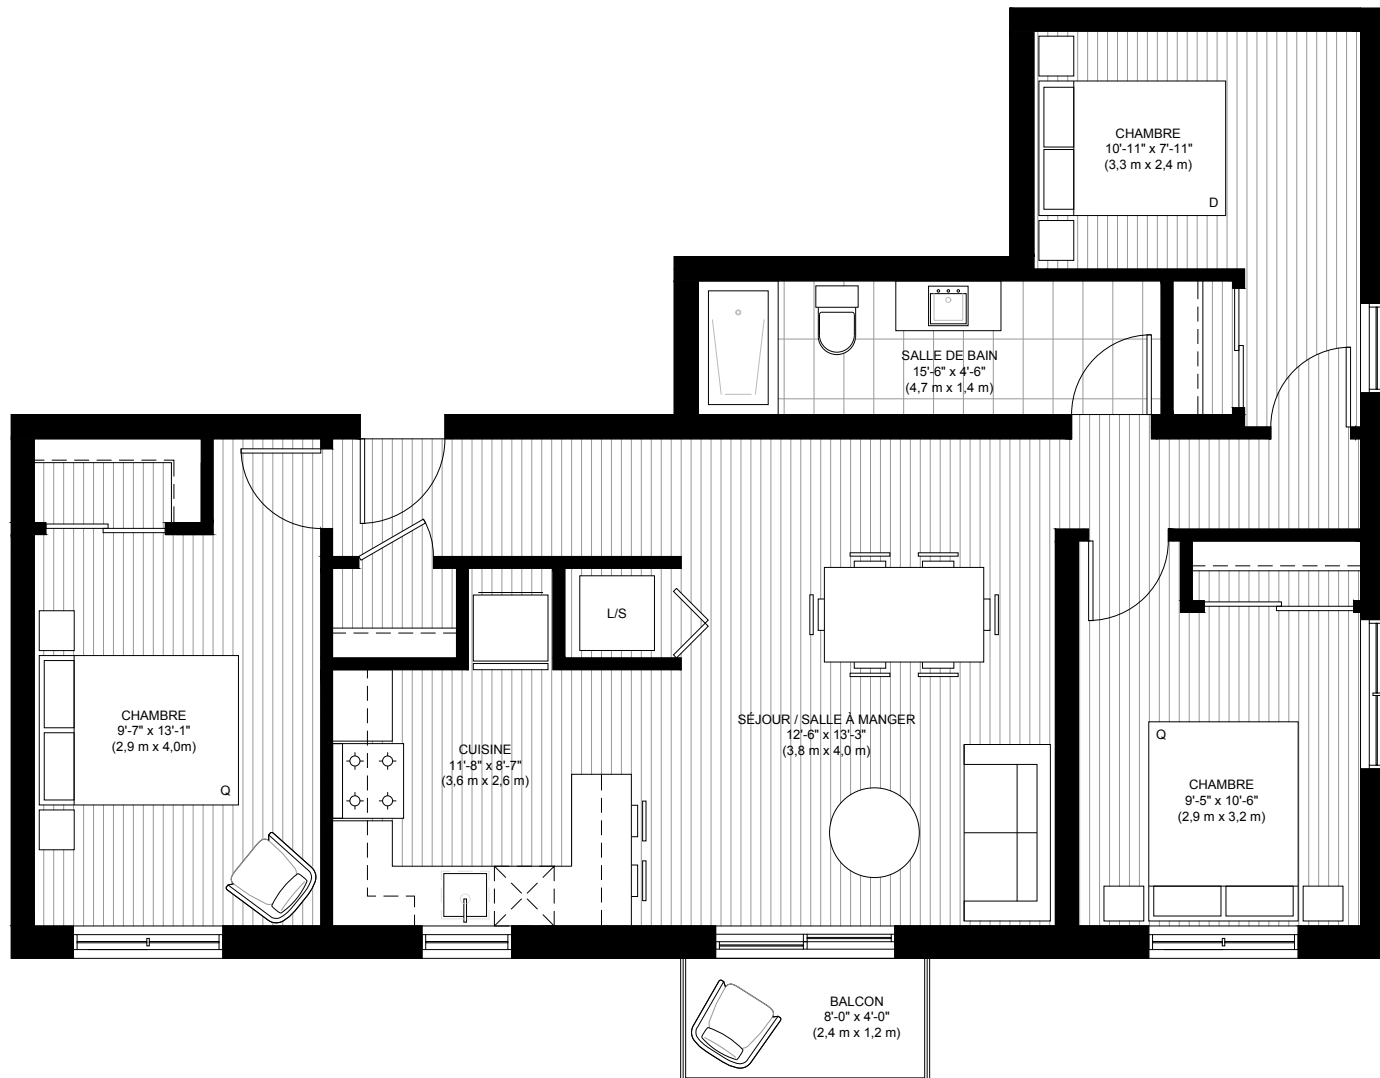 CHAMBRE
10'-11" x 7'-11"
(3,3 m x 2,4 m)
D
SALLE DE BAIN
15'-6" x 4'-6"
(4,7 m x 1,4 m)
L/S
CHAMBRE
9'-7" x 13'-1"
(2,9 m x 4,0m)
Q
CUISINE
11'-8" x 8'-7"
(3,6 m x 2,6 m)
SÉJOUR / SALLE À MANGER
12'-6" x 13'-3"
(3,8 m x 4,0 m)
Q
CHAMBRE
9'-5" x 10'-6"
(2,9 m x 3,2 m)
BALCON
8'-0" x 4'-0"
(2,4 m x 1,2 m)